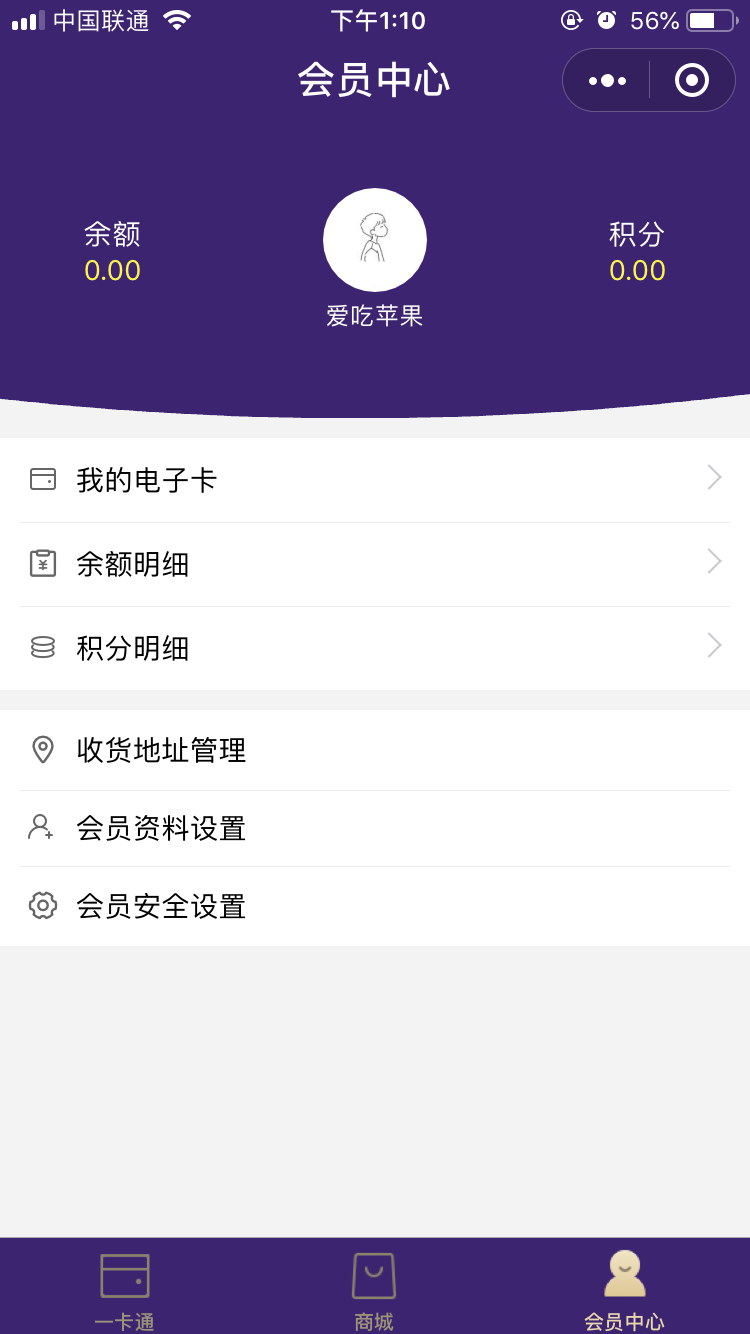 中国联通 下午1:10 56%
会员中心
余额 积分
0.00 0.00
爱吃苹果
我的电子卡
余额明细
积分明细
收货地址管理
会员资料设置
会员安全设置
一卡通 商城 会员中心